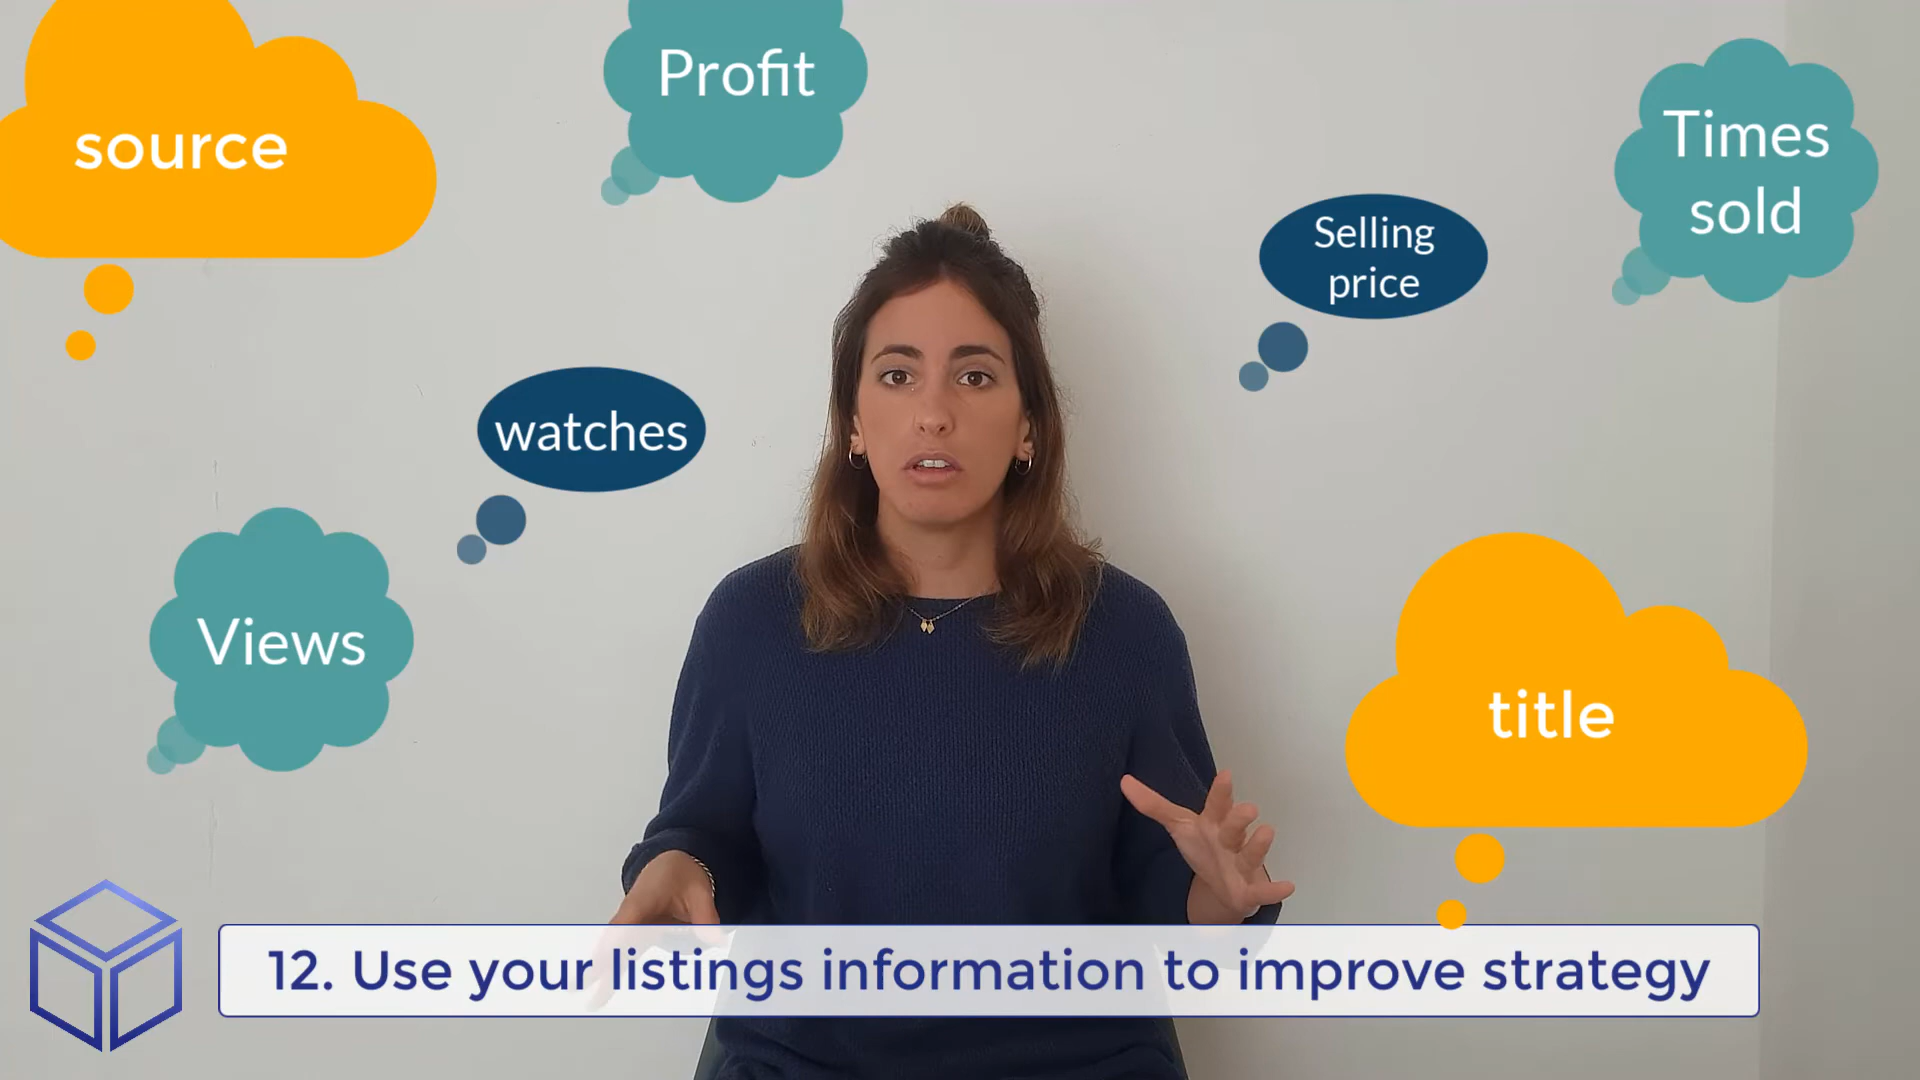 source
Profit
Times
sold
Selling
price
watches
Views
title
12. Use your listings information to improve strategy